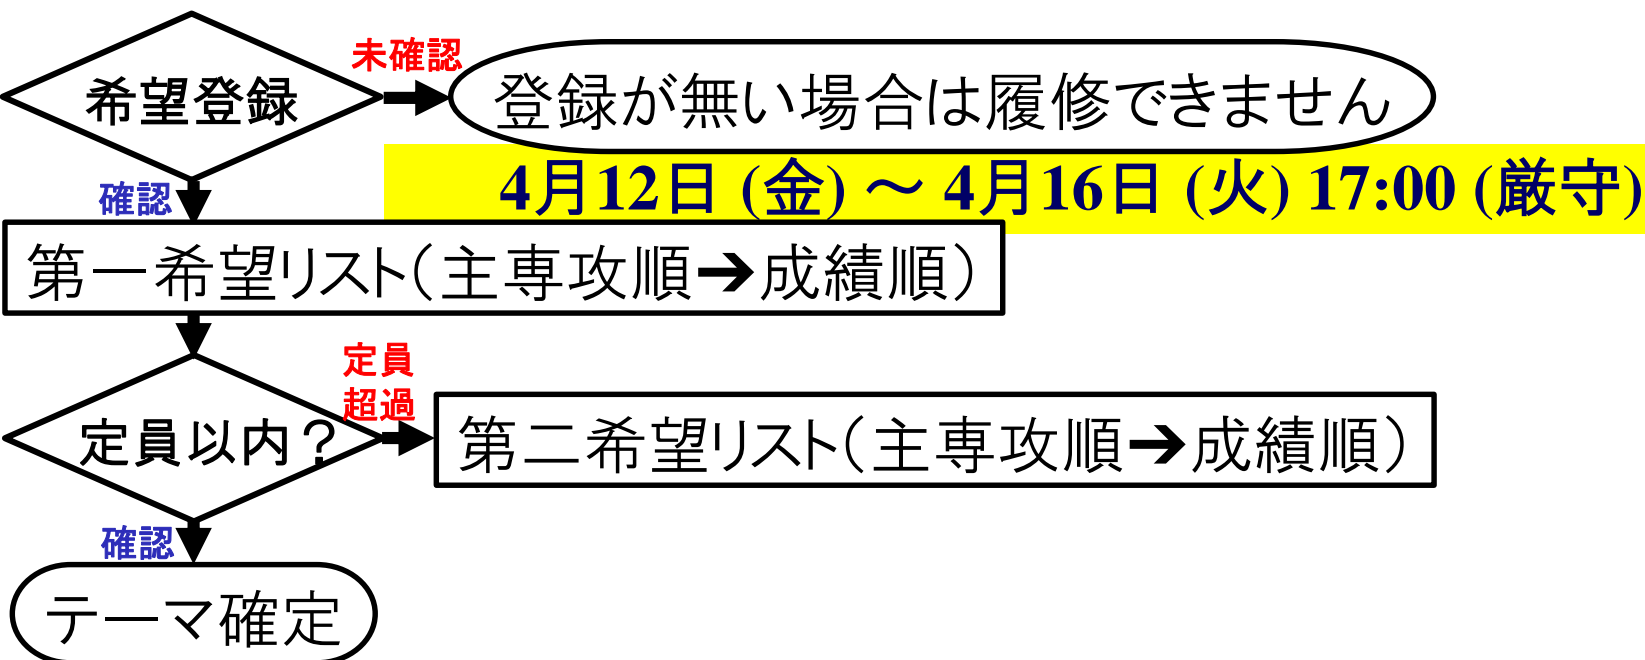 未確認
希望登録
登録が無い場合は履修できません
確認
4月12日 (金) ～ 4月16日 (火) 17:00 (厳守)
第一希望リスト（主専攻順➔成績順）
定員
超過
定員以内？
第二希望リスト（主専攻順➔成績順）
確認
テーマ確定